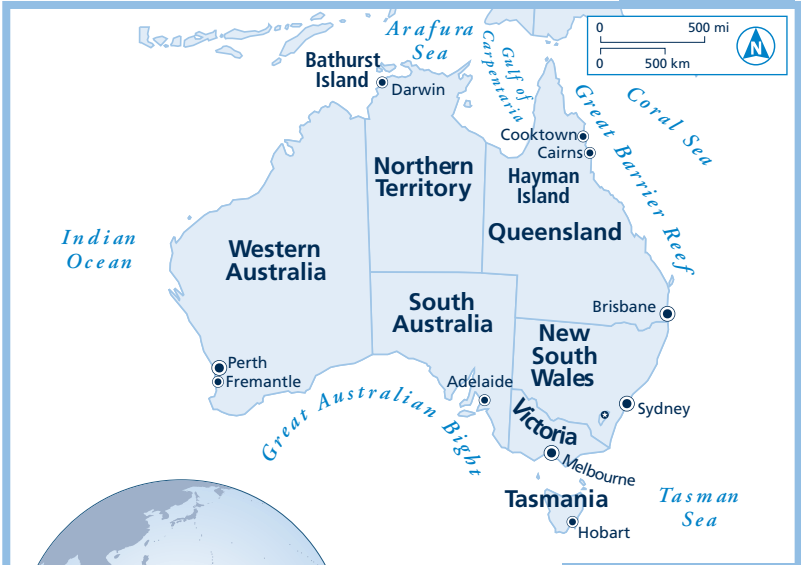 Arafura
Sea
0
500 mi
0
500 km
N
Bathurst
Island
Darwin
Gulf of
Carpentaria
Coral Sea
Great Barrier Reef
Cooktown
Cairns
Northern
Territory
Hayman
Island
Queensland
Indian
Ocean
Western
Australia
South
Australia
Brisbane
New
South
Wales
Perth
Fremantle
Adelaide
Great Australian Bight
Sydney
Victoria
Melbourne
Tasmania
Tasman
Sea
Hobart